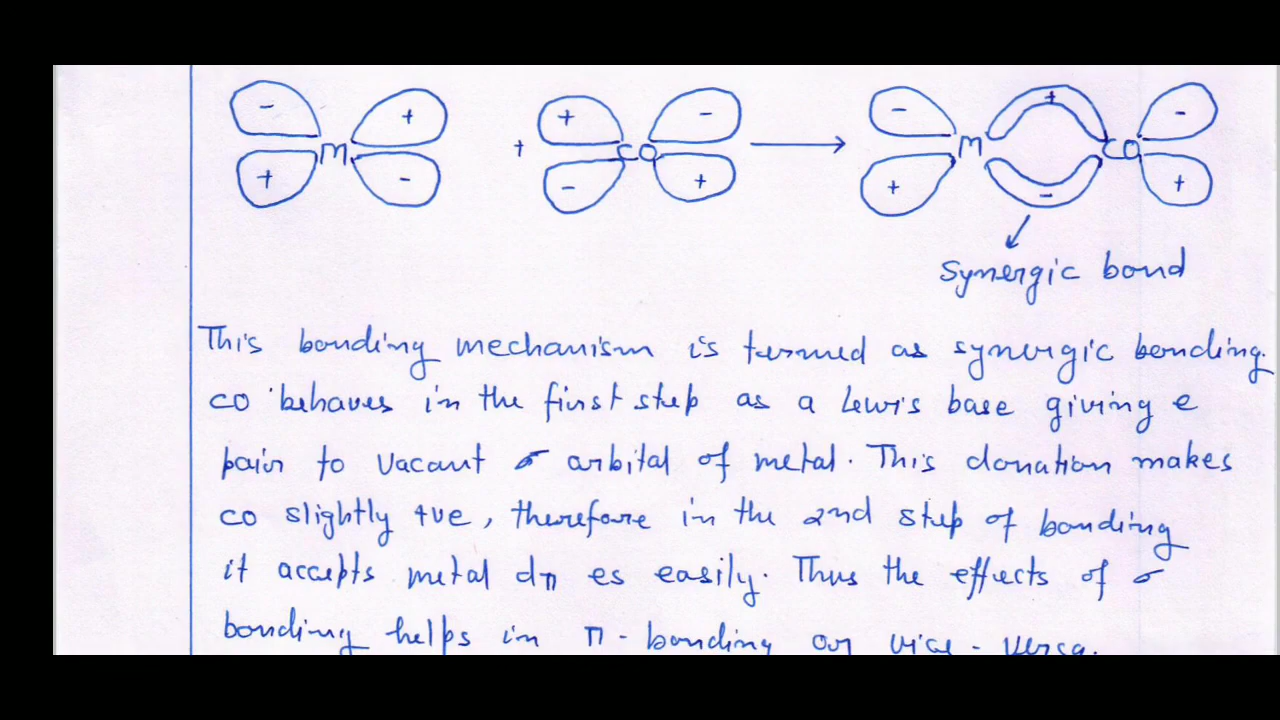 - + M + - + + - CO - + → - + M + - CO - +
synergic bond
This bonding mechanism is termed as synergic bonding.
CO behaves in the first step as a Lewis base giving e
pair to vacant σ orbital of metal. This donation makes
CO slightly +ve, therefore in the 2nd step of bonding
it accepts metal dπ es easily. Thus the effects of σ
bonding helps in π-bonding or vice-versa.